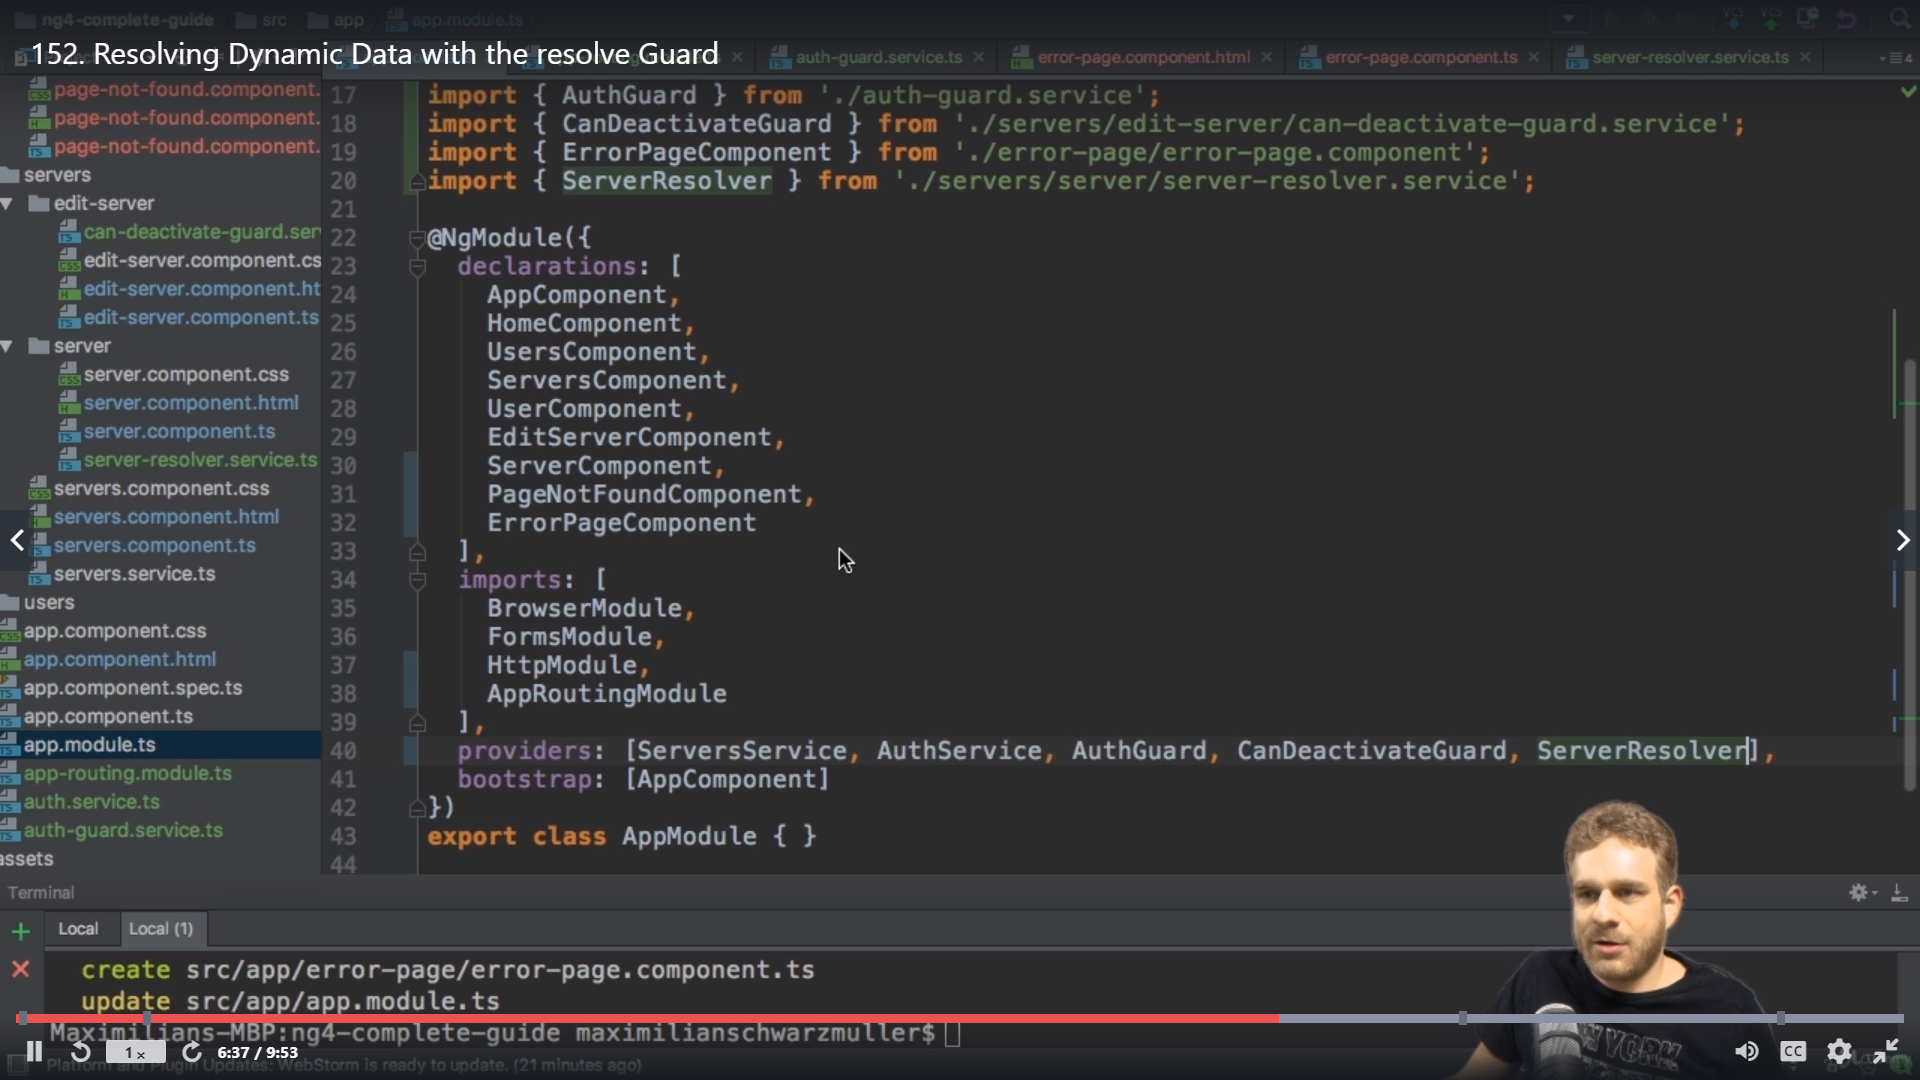 ng4-complete-guide src app app.module.ts
152. Resolving Dynamic Data with the resolve Guard
auth-guard.service.ts error-page.component.html error-page.component.ts server-resolver.service.ts
page-not-found.component.
page-not-found.component.
page-not-found.component.
servers
edit-server
can-deactivate-guard.ser
edit-server.component.cs
edit-server.component.ht
edit-server.component.ts
server
server.component.css
server.component.html
server.component.ts
server-resolver.service.ts
servers.component.css
servers.component.html
servers.component.ts
servers.service.ts
users
app.component.css
app.component.html
app.component.spec.ts
app.component.ts
app.module.ts
app-routing.module.ts
auth.service.ts
auth-guard.service.ts
assets
17 import { AuthGuard } from './auth-guard.service';
18 import { CanDeactivateGuard } from './servers/edit-server/can-deactivate-guard.service';
19 import { ErrorPageComponent } from './error-page/error-page.component';
20 import { ServerResolver } from './servers/server/server-resolver.service';
21
22 @NgModule({
23 declarations: [
24 AppComponent,
25 HomeComponent,
26 UsersComponent,
27 ServersComponent,
28 UserComponent,
29 EditServerComponent,
30 ServerComponent,
31 PageNotFoundComponent,
32 ErrorPageComponent
33 ],
34 imports: [
35 BrowserModule,
36 FormsModule,
37 HttpModule,
38 AppRoutingModule
39 ],
40 providers: [ServersService, AuthService, AuthGuard, CanDeactivateGuard, ServerResolver],
41 bootstrap: [AppComponent]
42 })
43 export class AppModule { }
44
Terminal
Local Local (1)
create src/app/error-page/error-page.component.ts
update src/app/app.module.ts
Maximilians-MBP:ng4-complete-guide maximilianschwarzmuller$
1 x 6:37 / 9:53 CC
Platform and Plugin Updates: WebStorm is ready to update. (21 minutes ago)